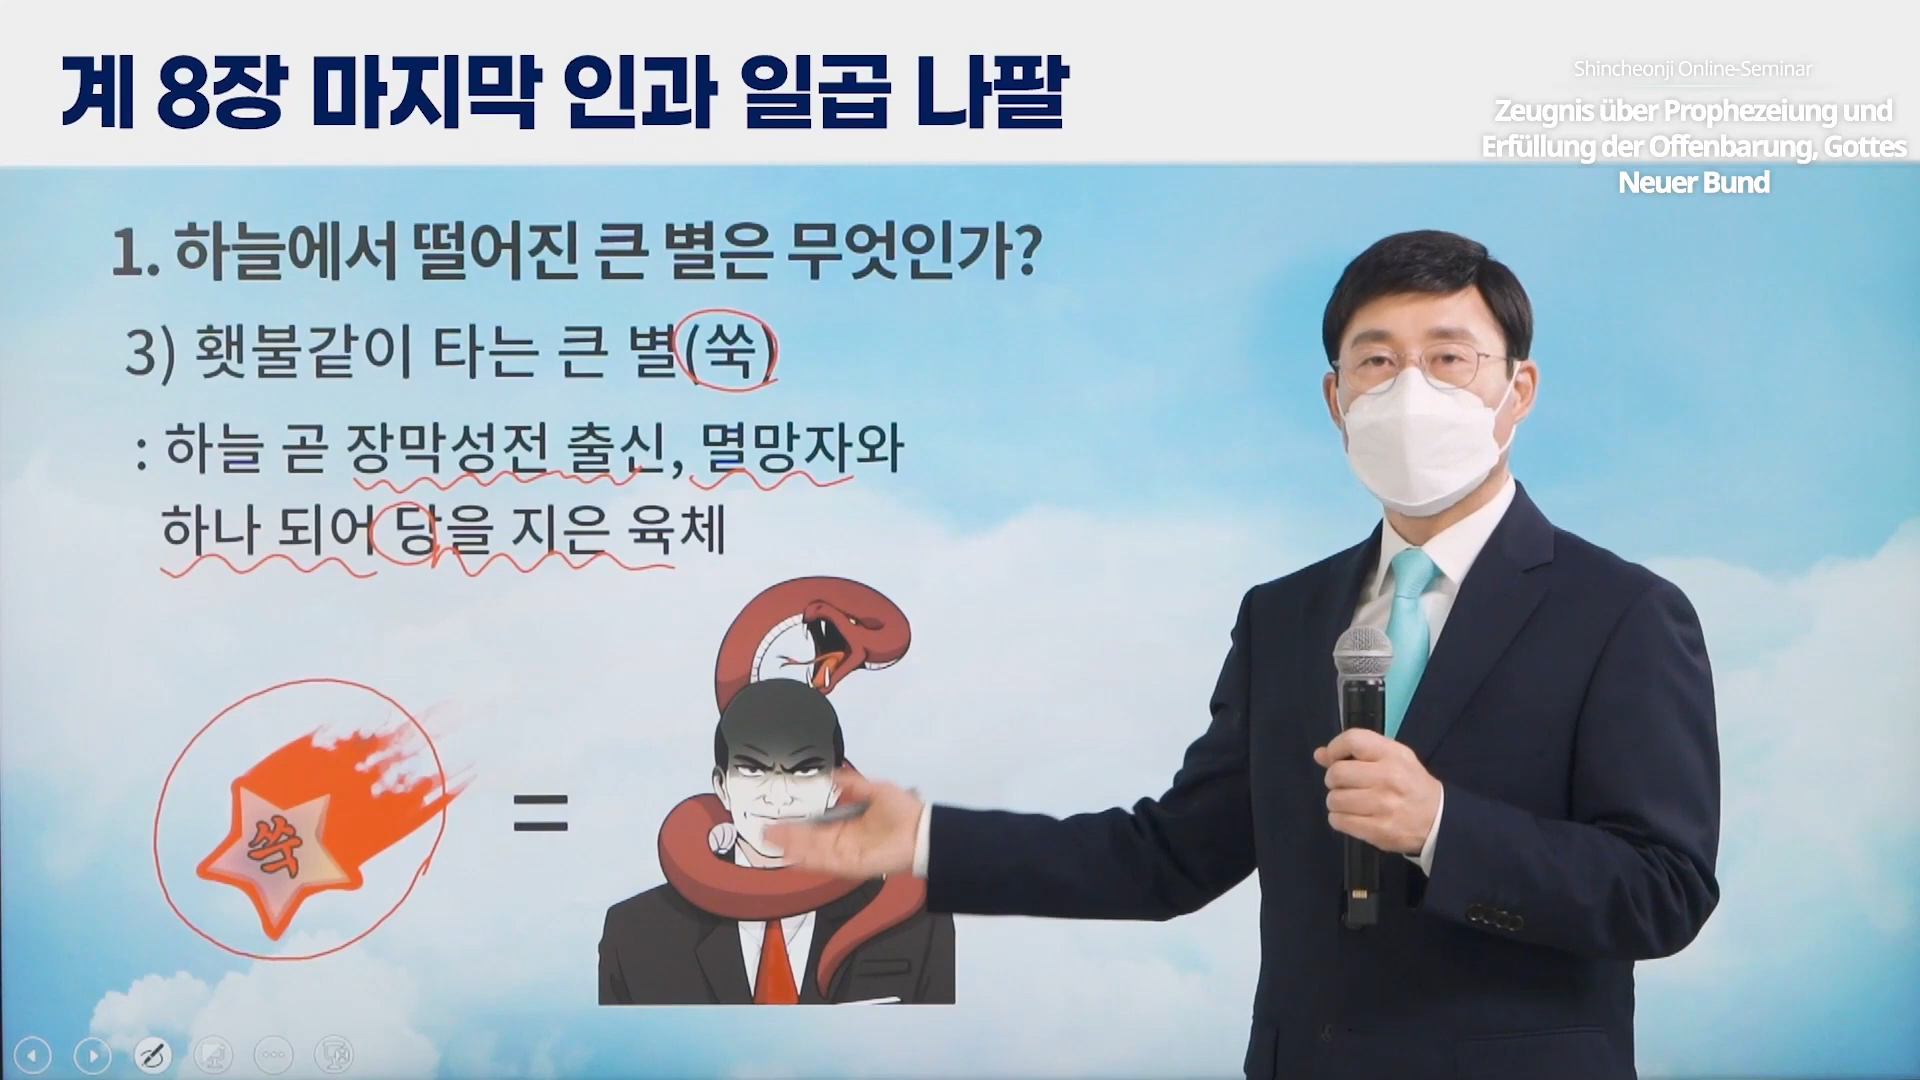 계 8장 마지막 인과 일곱 나팔
Shincheonji Online-Seminar
Zeugnis über Prophezeiung und
Erfüllung der Offenbarung, Gottes
Neuer Bund
1. 하늘에서 떨어진 큰 별은 무엇인가?
3) 횃불같이 타는 큰 별(쑥)
: 하늘 곧 장막성전 출신, 멸망자와
하나 되어 당을 지은 육체
쑥
=